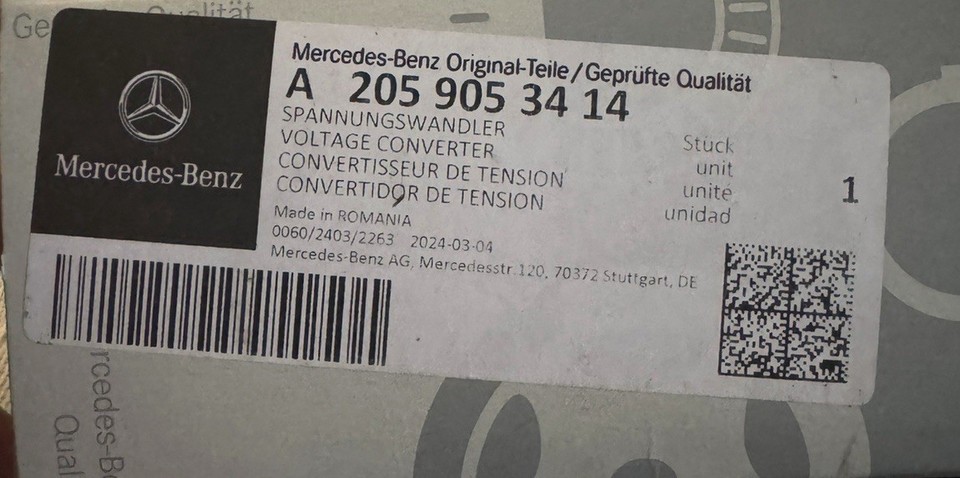 Mercedes-Benz
Mercedes-Benz Original-Teile/Geprüfte Qualität
A 205 905 34 14
SPANNUNGSWANDLER
VOLTAGE CONVERTER
CONVERTISSEUR DE TENSION
CONVERTIDOR DE TENSION
Stück
unit
unité
unidad
1
Made in ROMANIA
0060/2403/2263 2024-03-04
Mercedes-Benz AG, Mercedesstr.120, 70372 Stuttgart, DE